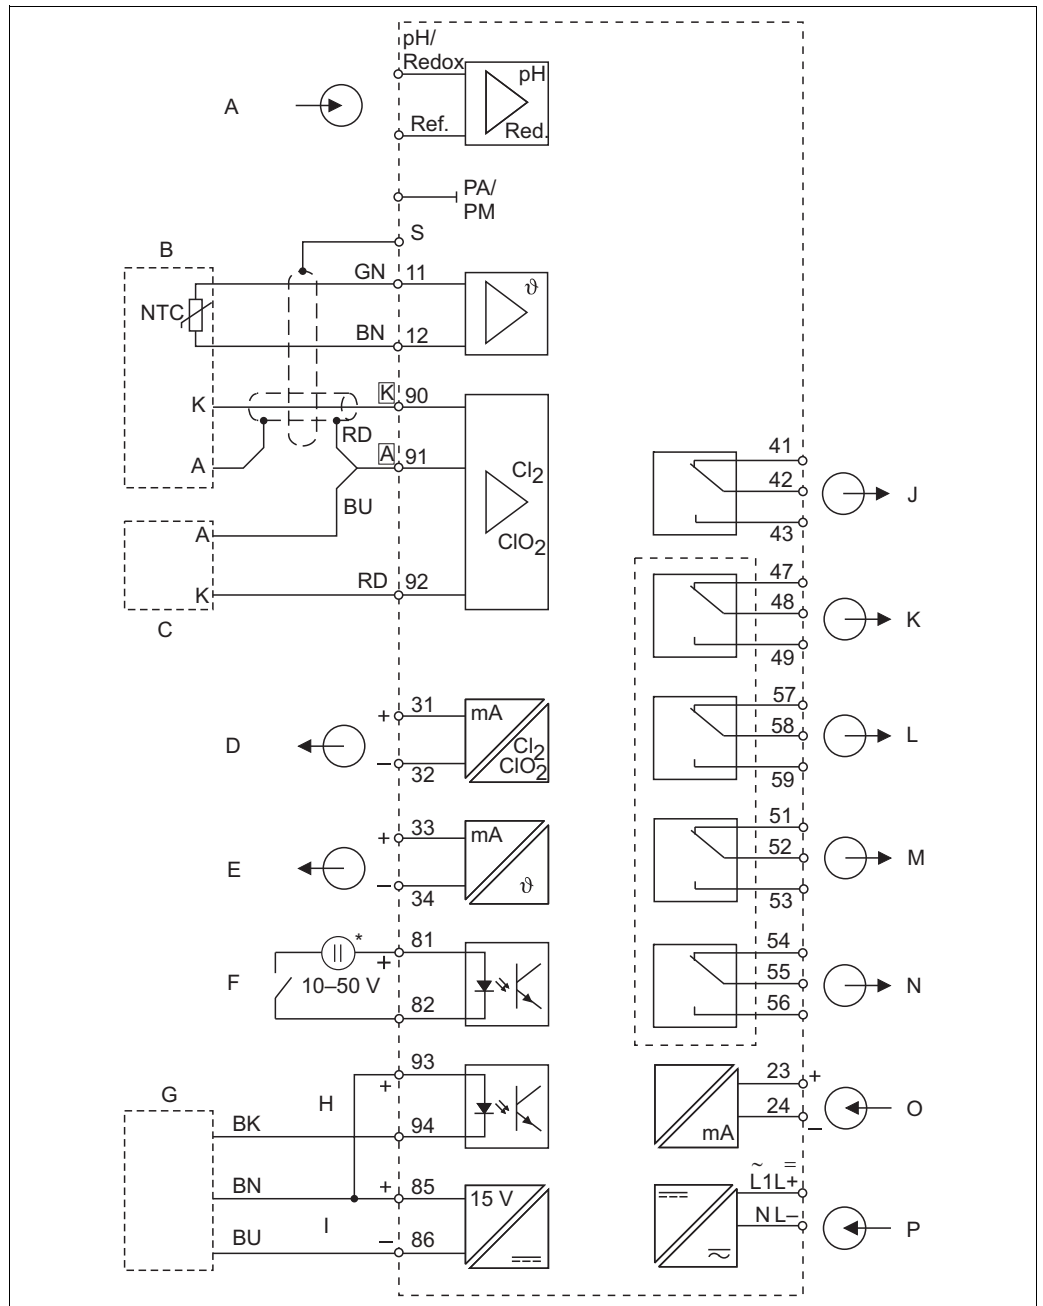 pH/
Redox
pH
A
Ref.
Red.
PA/
PM
S
B
GN 11
ϑ
NTC
BN 12
K
K 90
RD
A
A 91
Cl2
BU
ClO2
A
K
RD 92
C
41
42
J
43
47
48
K
49
57
58
L
59
51
52
M
53
54
55
N
56
+ 31
mA
D
Cl2
ClO2
– 32
+ 33
mA
E
ϑ
– 34
* 81
+
F
10–50 V
82
93
+
G
H
BK
94
BN
+ 85
15 V
I
BU
– 86
23 +
24
O
mA
–
~ =
L1 L+
N L–
P